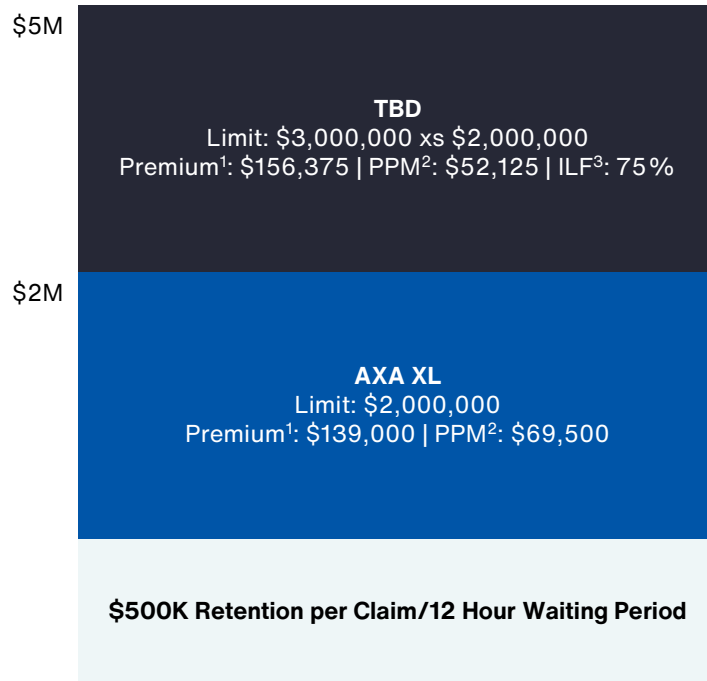 $5M
TBD
Limit: $3,000,000 xs $2,000,000
Premium¹: $156,375 | PPM²: $52,125 | ILF³: 75%
$2M
AXA XL
Limit: $2,000,000
Premium¹: $139,000 | PPM²: $69,500
$500K Retention per Claim/12 Hour Waiting Period